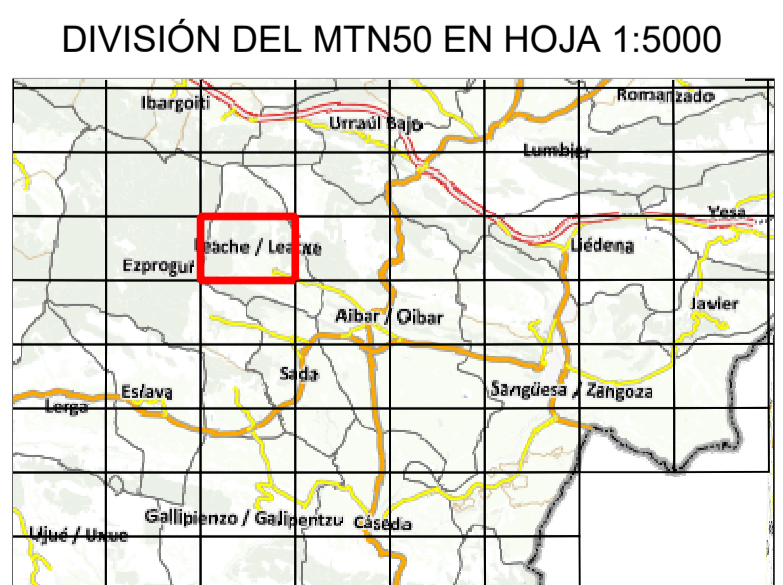 DIVISIÓN DEL MTN50 EN HOJA 1:5000
Ibargoiti
Romanzado
Urraúl Bajo
Lumbier
Yesa
Leache / Leatxe
Liédena
Ezprogui
Javier
Aibar / Oibar
Sada
Eslava
Sangüesa / Zangoza
Lerga
Gallipienzo / Galipentzu
Cáseda
Ujué / Uxue